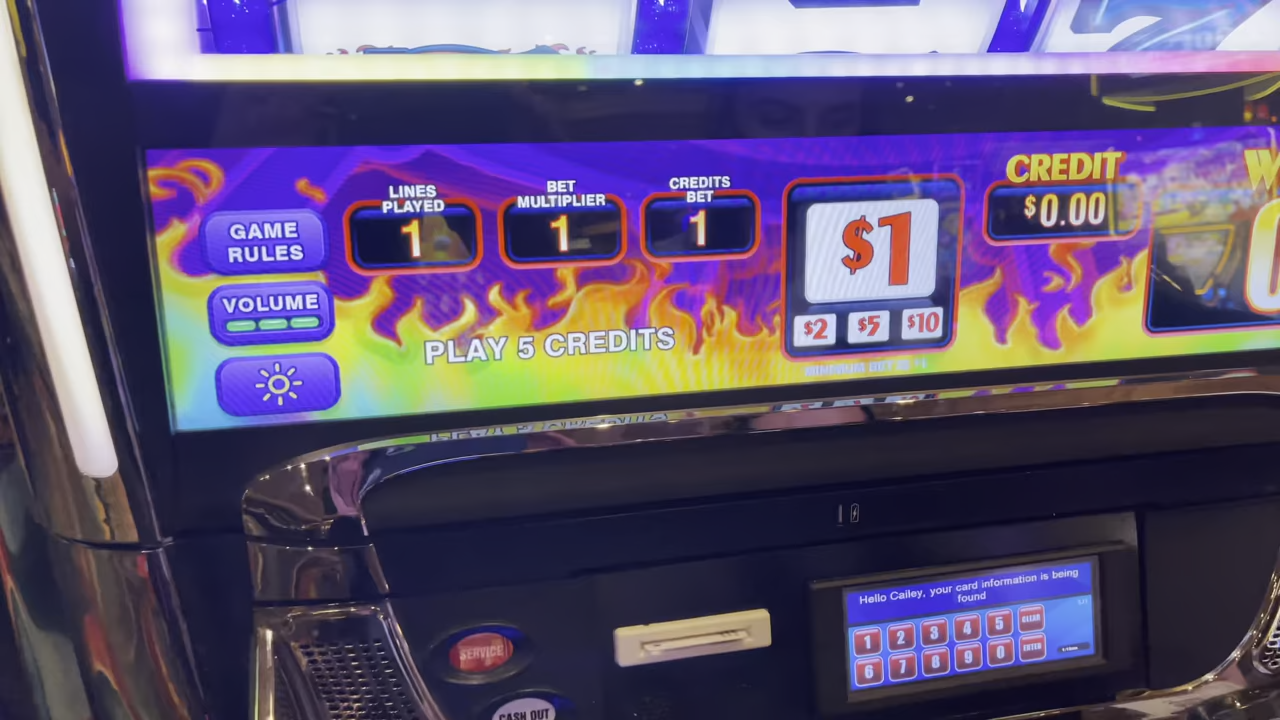 LINES
PLAYED
1
BET
MULTIPLIER
1
CREDITS
BET
1
$1
$2 $5 $10
CREDIT
$0.00
W
GAME
RULES
VOLUME
PLAY 5 CREDITS
MINIMUM BET
Hello Cailey, your card information is being
found
1 2 3 4 5 CLEAR
6 7 8 9 0 ENTER
SERVICE
CASH OUT